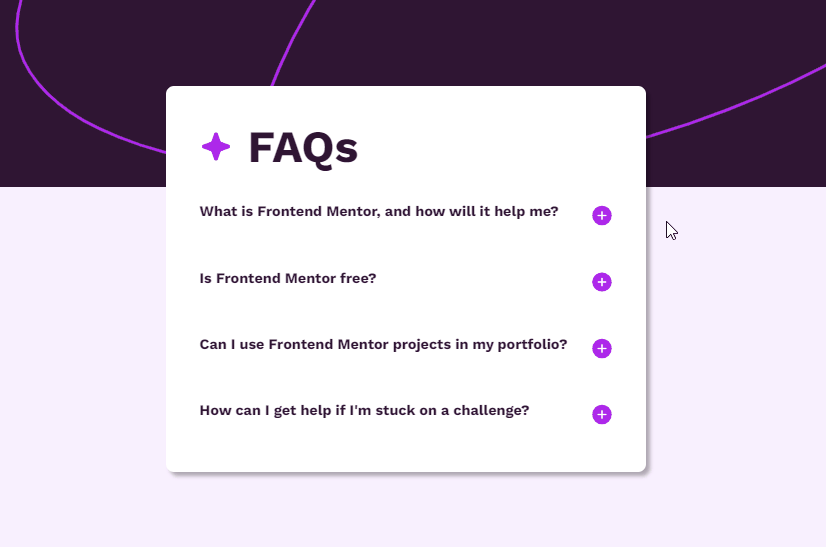 FAQs
What is Frontend Mentor, and how will it help me?
Is Frontend Mentor free?
Can I use Frontend Mentor projects in my portfolio?
How can I get help if I'm stuck on a challenge?